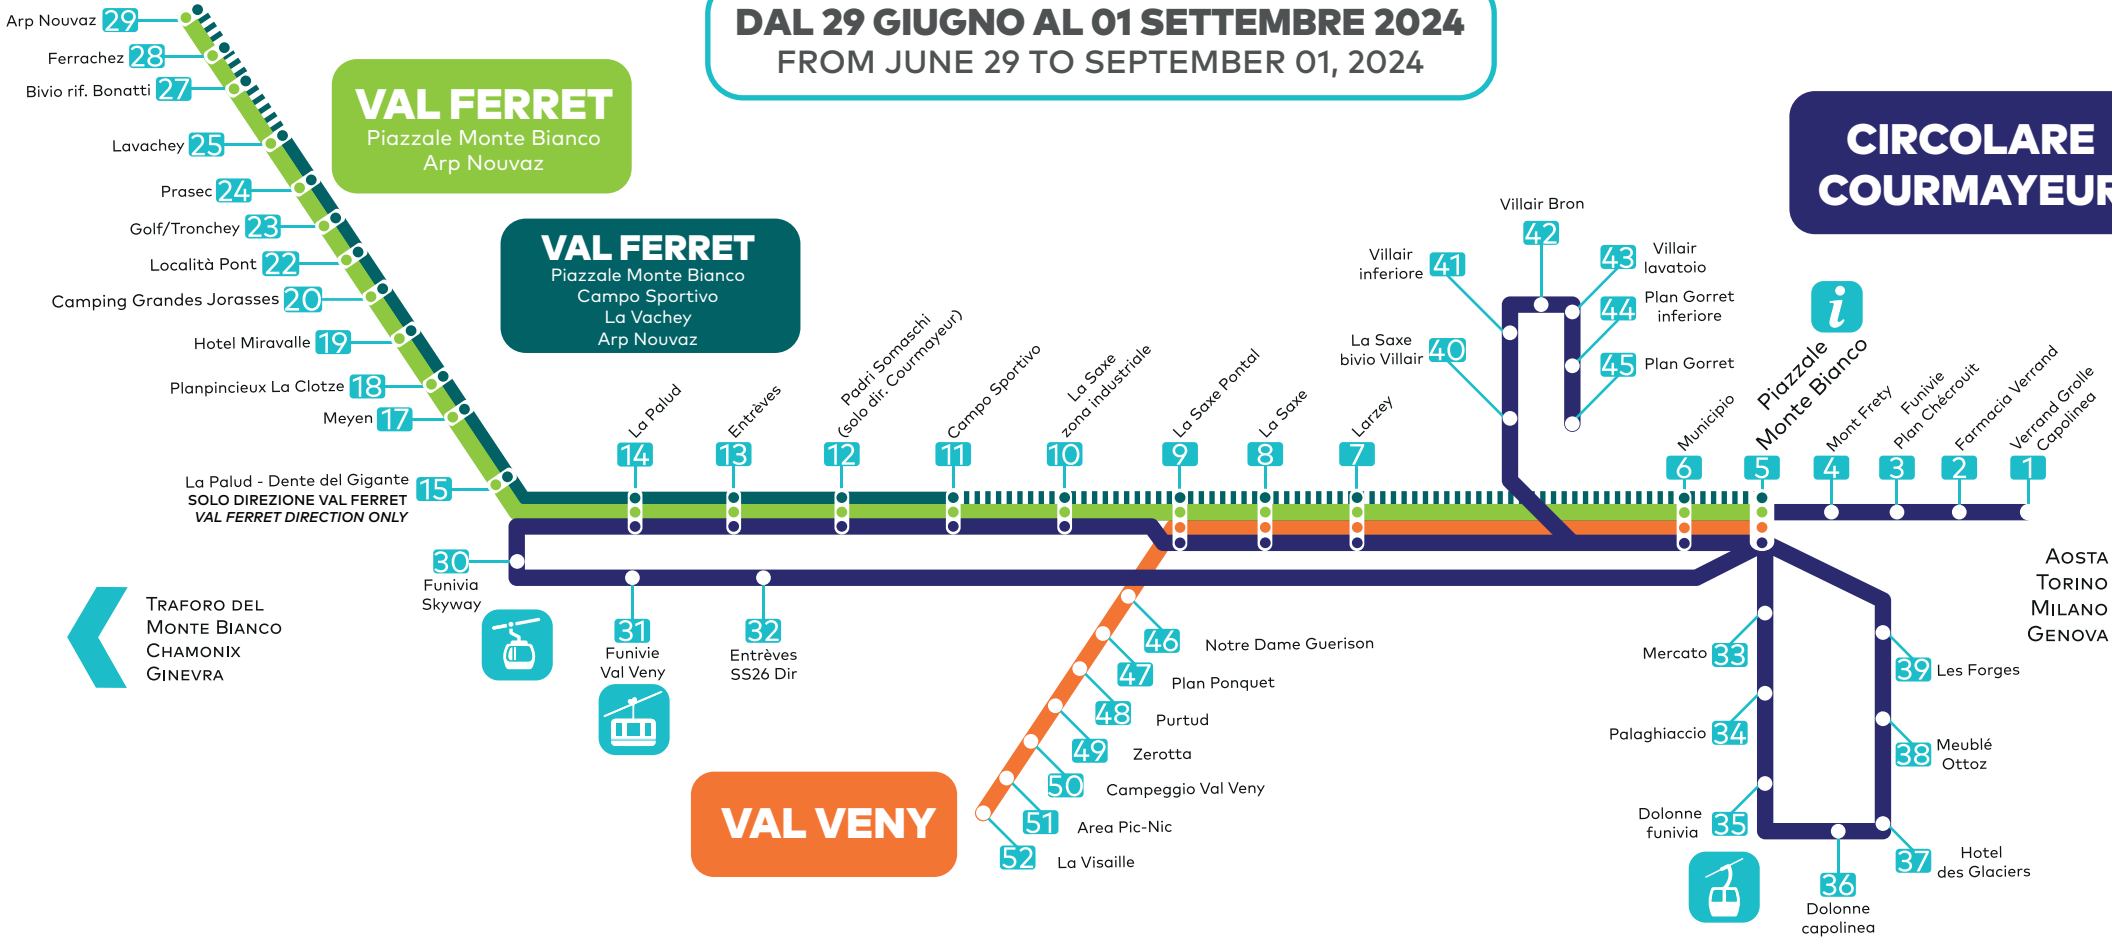 DAL 29 GIUGNO AL 01 SETTEMBRE 2024
FROM JUNE 29 TO SEPTEMBER 01, 2024
Arp Nouvaz 29
Ferrachez 28
Bivio rif. Bonatti 27
Lavachey 25
Prasec 24
Golf/Tronchey 23
Località Pont 22
Camping Grandes Jorasses 20
Hotel Miravalle 19
Planpincieux La Clotze 18
Meyen 17
La Palud - Dente del Gigante 15
SOLO DIREZIONE VAL FERRET
VAL FERRET DIRECTION ONLY
VAL FERRET
Piazzale Monte Bianco
Arp Nouvaz
VAL FERRET
Piazzale Monte Bianco
Campo Sportivo
La Vachey
Arp Nouvaz
CIRCOLARE
COURMAYEUR
La Palud
14
Entrèves
13
Padri Somaschi
(solo dir. Courmayeur)
12
Campo Sportivo
11
La Saxe
zona industriale
10
La Saxe Pontal
9
La Saxe
8
Larzey
7
Villair Bron
42
Villair
inferiore 41
La Saxe
bivio Villair 40
43 Villair
lavatoio
44 Plan Gorret
inferiore
45 Plan Gorret
Municipio
6
i
Piazzale
Monte Bianco
5
Mont Frety
4
Funivie
Plan Chécrouit
3
Farmacia Verrand
2
Verrand Grolle
Capolinea
1
30
Funivia
Skyway
31
Funivie
Val Veny
32
Entrèves
SS26 Dir
TRAFORO DEL
MONTE BIANCO
CHAMONIX
GINEVRA
46 Notre Dame Guerison
47 Plan Ponquet
48 Purtud
49 Zerotta
50 Campeggio Val Veny
51 Area Pic-Nic
52 La Visaille
VAL VENY
AOSTA
TORINO
MILANO
GENOVA
Mercato 33
Palaghiaccio 34
Dolonne
funivia 35
36
Dolonne
capolinea
37 Hotel
des Glaciers
38 Meublé
Ottoz
39 Les Forges